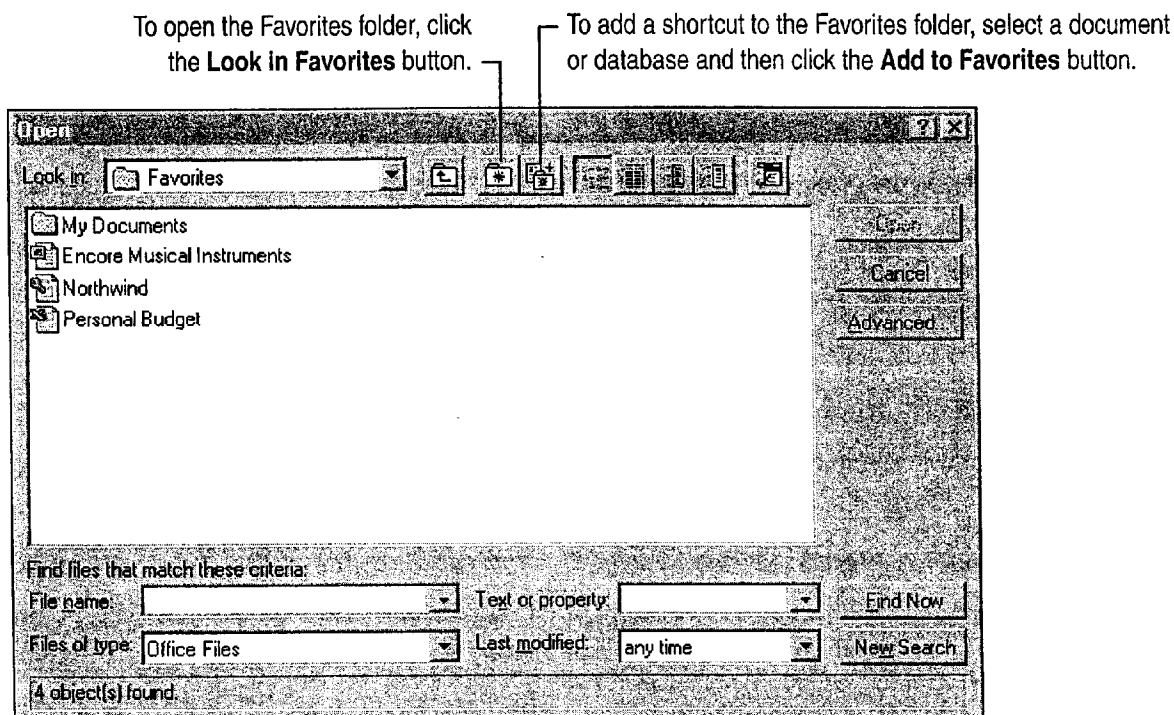 To open the Favorites folder, click
the Look in Favorites button.
To add a shortcut to the Favorites folder, select a document
or database and then click the Add to Favorites button.
Open
Look in: Favorites
My Documents
Encore Musical Instruments
Northwind
Personal Budget
Open
Cancel
Advanced...
Find files that match these criteria:
File name: Text or property: Find Now
Files of type: Office Files Last modified: any time New Search
4 object(s) found.